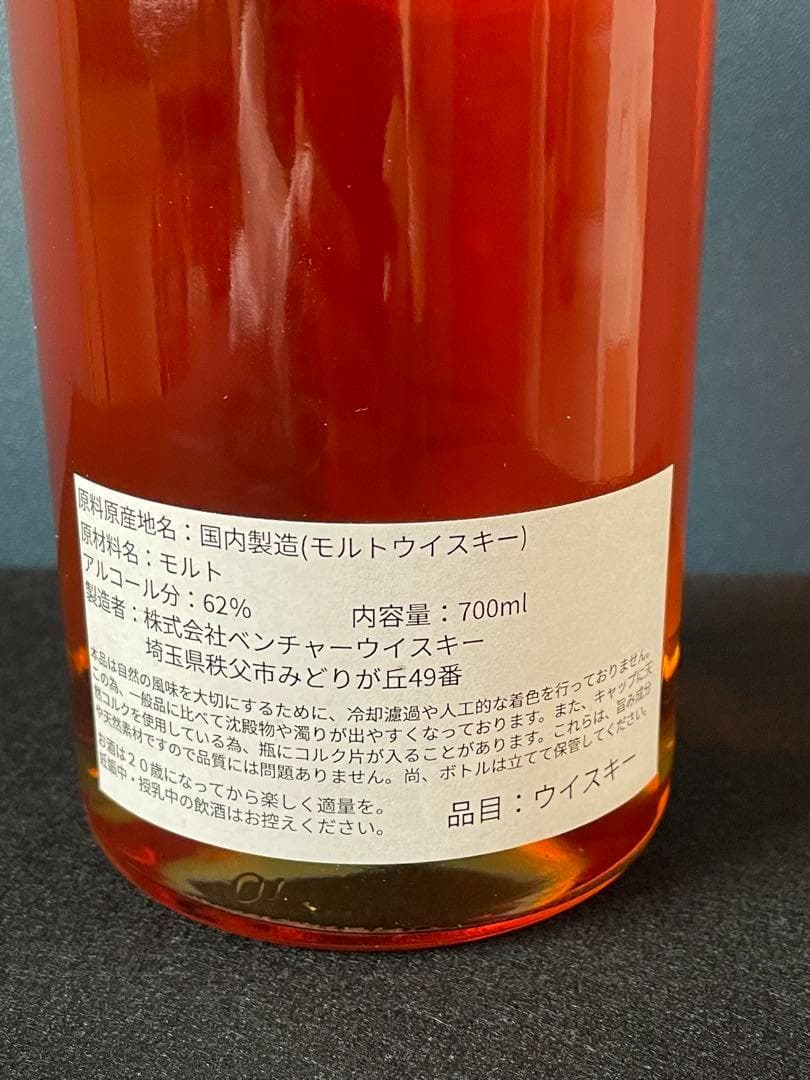 原料原産地名：国内製造(モルトウイスキー)
原材料名：モルト
アルコール分：62%　内容量：700ml
製造者：株式会社ベンチャーウイスキー
埼玉県秩父市みどりが丘49番
本品は自然の風味を大切にするために、冷却濾過や人工的な着色を行っておりません。
この為、一般品に比べて沈殿物や濁りが出やすくなっております。また、キャップに天
然コルクを使用している為、瓶にコルク片が入ることがあります。これらは、旨み成分
や天然素材ですので品質には問題ありません。尚、ボトルは立てて保管してください。
お酒は２０歳になってから楽しく適量を。
妊娠中・授乳中の飲酒はお控えください。
品目：ウイスキー